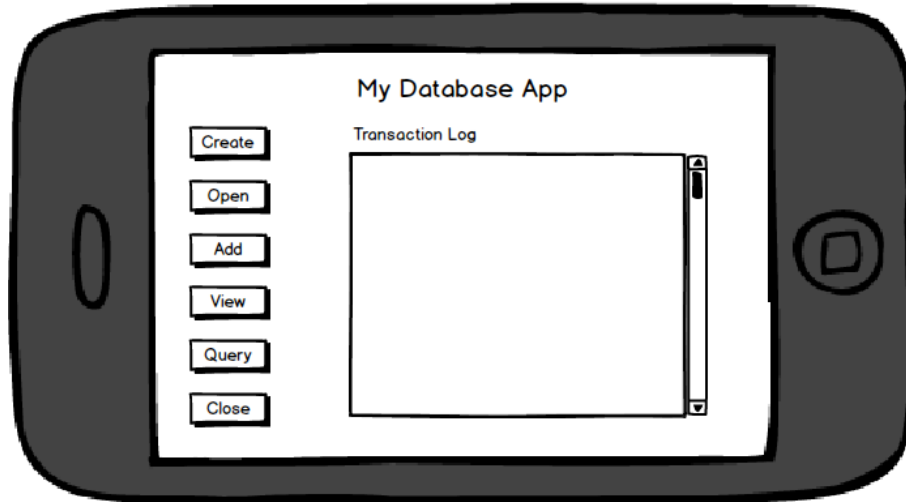 My Database App
Transaction Log
Create
Open
Add
View
Query
Close